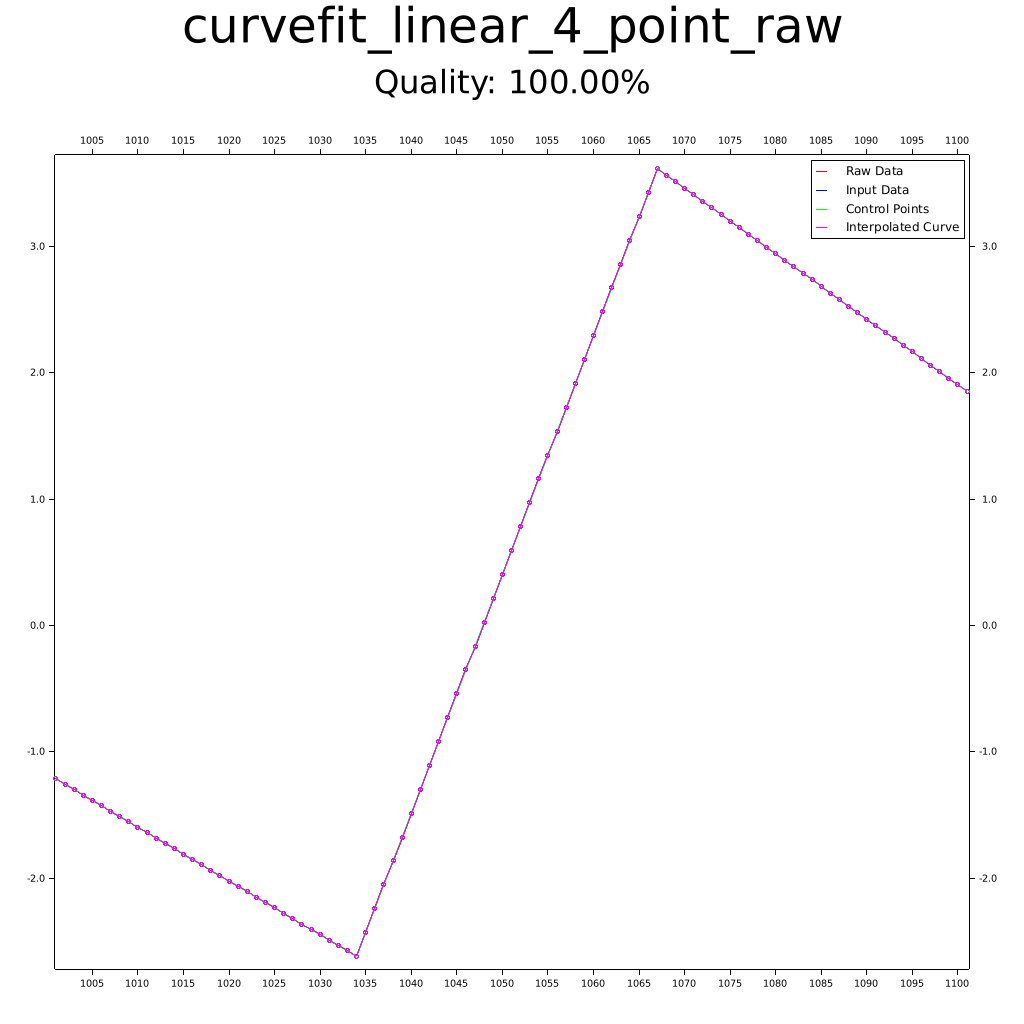 curvefit_linear_4_point_raw
Quality: 100.00%
1005 1010 1015 1020 1025 1030 1035 1040 1045 1050 1055 1060 1065 1070 1075 1080 1085 1090 1095 1100
Raw Data
Input Data
Control Points
Interpolated Curve
3.0 3.0
2.0 2.0
1.0 1.0
0.0 0.0
-1.0 -1.0
-2.0 -2.0
1005 1010 1015 1020 1025 1030 1035 1040 1045 1050 1055 1060 1065 1070 1075 1080 1085 1090 1095 1100